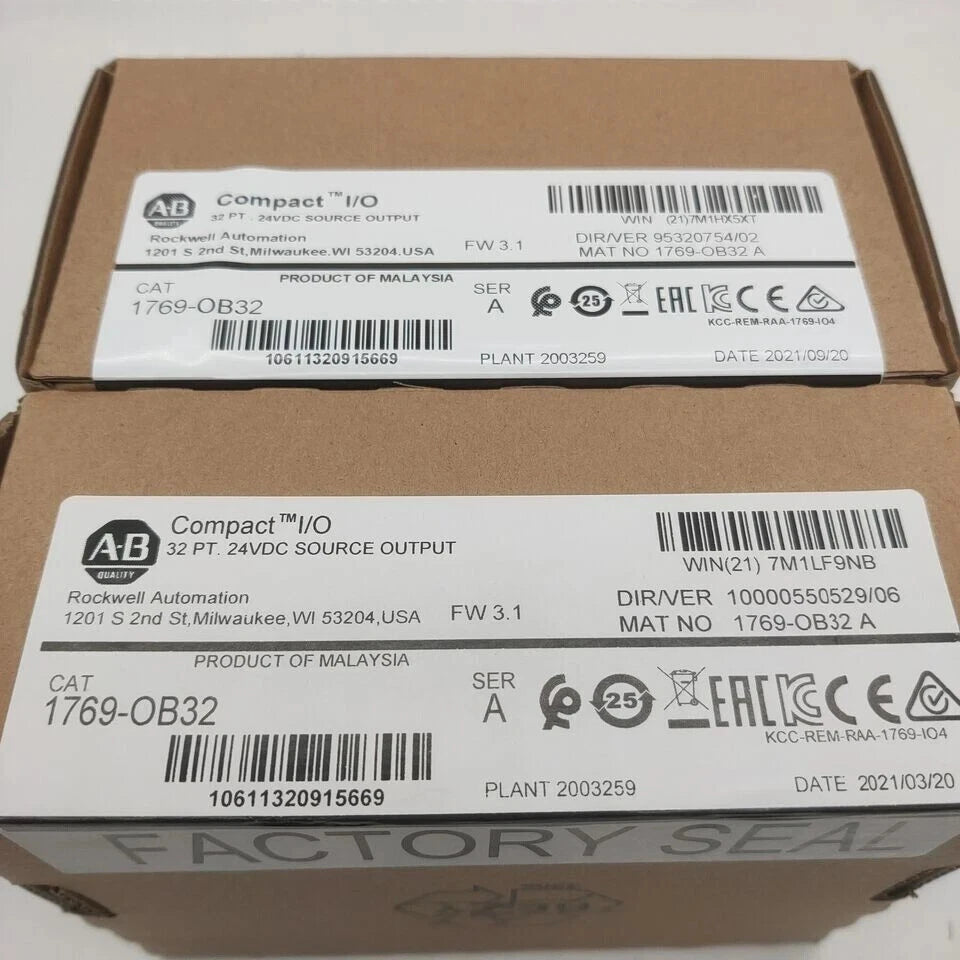 A-B
QUALITY
Compact™ I/O
32 PT. 24VDC SOURCE OUTPUT
Rockwell Automation
1201 S 2nd St,Milwaukee,WI 53204,USA
FW 3.1
WIN (21)7M1HX5XT
DIR/VER 95320754/02
MAT NO 1769-OB32 A
PRODUCT OF MALAYSIA
CAT
1769-OB32
10611320915669
SER
A
25
EAC
CE
KCC-REM-RAA-1769-IO4
PLANT 2003259
DATE 2021/09/20
A-B
QUALITY
Compact™I/O
32 PT. 24VDC SOURCE OUTPUT
Rockwell Automation
1201 S 2nd St,Milwaukee,WI 53204,USA
FW 3.1
WIN(21) 7M1LF9NB
DIR/VER 10000550529/06
MAT NO 1769-OB32 A
PRODUCT OF MALAYSIA
CAT
1769-OB32
10611320915669
SER
A
25
EAC
CE
KCC-REM-RAA-1769-IO4
PLANT 2003259
DATE 2021/03/20
FACTORY SEAL